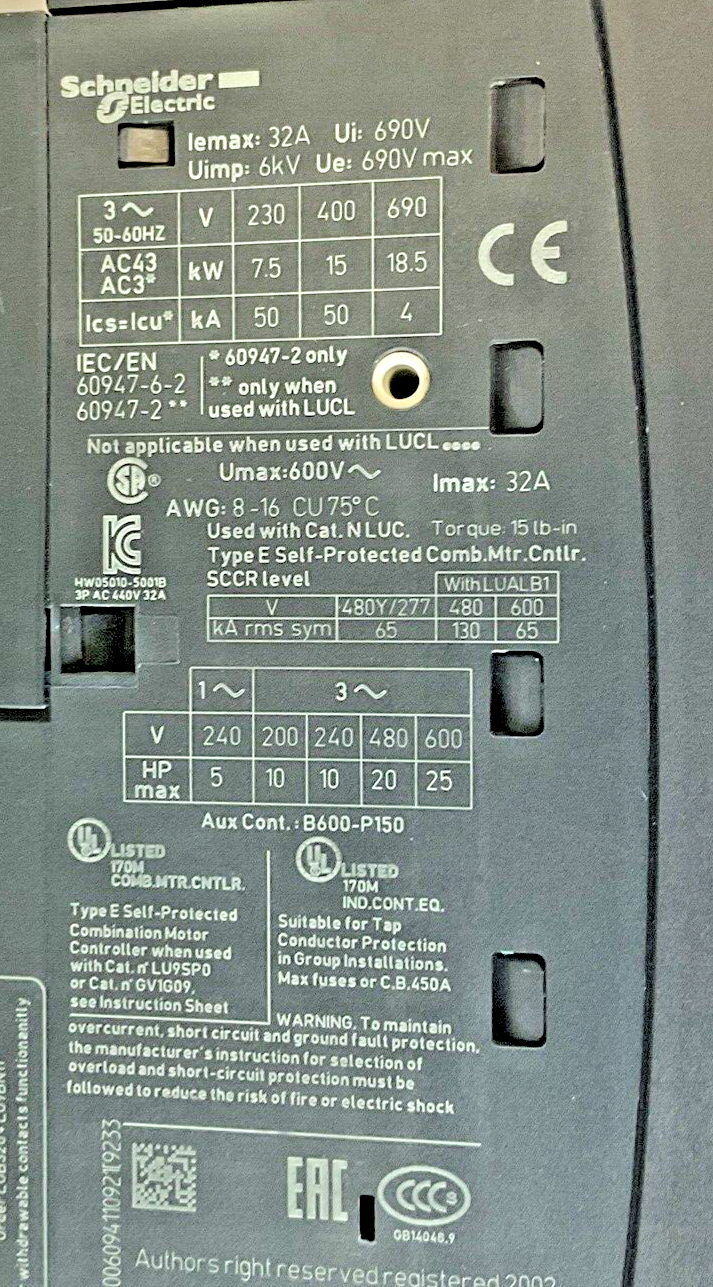 Schneider
Electric
Iemax: 32A Ui: 690V
Uimp: 6kV Ue: 690V max
3 ~ 50-60HZ V 230 400 690
AC43 AC3* kW 7.5 15 18.5
Ics=Icu* kA 50 50 4
IEC/EN
60947-6-2
60947-2 **
* 60947-2 only
** only when
used with LUCL
Not applicable when used with LUCL
Umax:600V ~ Imax: 32A
AWG: 8-16 CU 75°C
Used with Cat. N LUC. Torque: 15 lb-in
Type E Self-Protected Comb.Mtr.Cntlr.
HW05010-5001B
3P AC 440V 32A
SCCR level With LUALB1
V 480Y/277 480 600
kA rms sym 65 130 65
1 ~ 3 ~
V 240 200 240 480 600
HP max 5 10 10 20 25
Aux Cont.: B600-P150
UL LISTED
170M
COMB.MTR.CNTLR.
Type E Self-Protected
Combination Motor
Controller when used
with Cat. n° LU9SP0
or Cat. n° GV1G09,
see Instruction Sheet
UL LISTED
170M
IND.CONT.EQ.
Suitable for Tap
Conductor Protection
in Group Installations.
Max fuses or C.B.450A
WARNING. To maintain
overcurrent, short circuit and ground fault protection,
the manufacturer's instruction for selection of
overload and short-circuit protection must be
followed to reduce the risk of fire or electric shock
EAC
CCC S
GB14048.9
Authors right reserved registered 2002
withdrawable contacts functionanilly